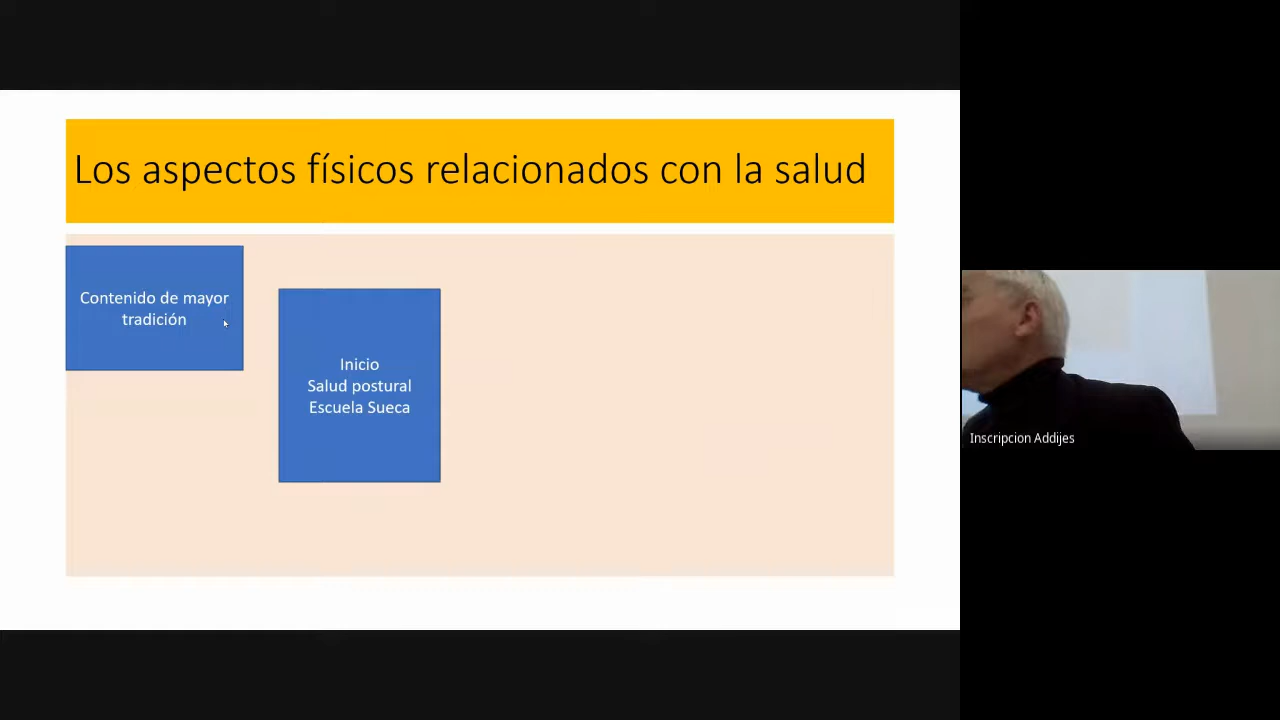 Los aspectos físicos relacionados con la salud
Contenido de mayor
tradición
Inicio
Salud postural
Escuela Sueca
Inscripcion Addijes